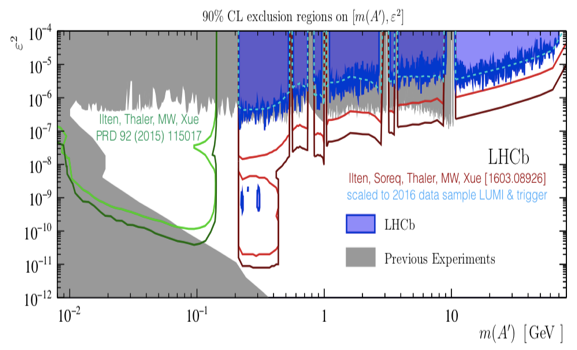 90% CL exclusion regions on [m(A′), ε²]
ε²
10⁻⁴
10⁻⁵
10⁻⁶
10⁻⁷
10⁻⁸
10⁻⁹
10⁻¹⁰
10⁻¹¹
10⁻¹²
Ilten, Thaler, MW, Xue
PRD 92 (2015) 115017
LHCb
Ilten, Soreq, Thaler, MW, Xue [1603.08926]
scaled to 2016 data sample LUMI & trigger
LHCb
Previous Experiments
10⁻² 10⁻¹ 1 10
m(A′) [GeV]